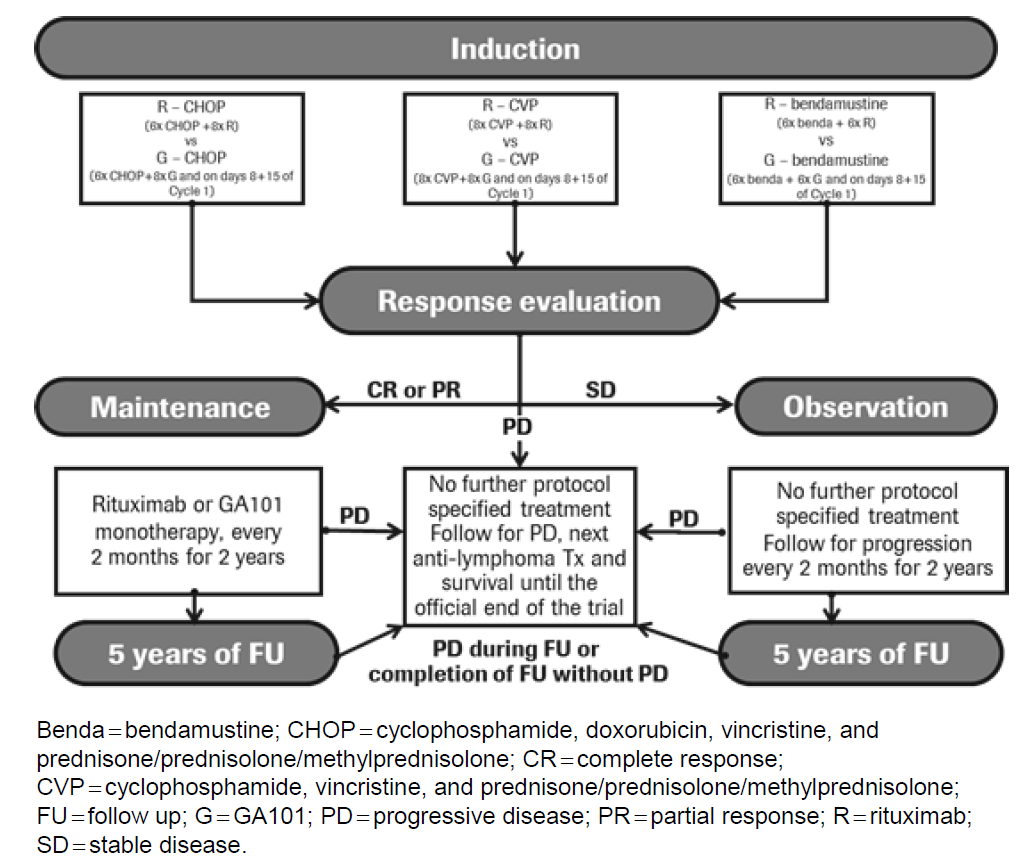 Induction
R – CHOP
(6x CHOP +8x R)
vs
G – CHOP
(6x CHOP+8x G and on days 8+15 of
Cycle 1)
R – CVP
(8x CVP +8x R)
vs
G – CVP
(8x CVP+8x G and on days 8+15 of
Cycle 1)
R – bendamustine
(6x benda + 6x R)
vs
G – bendamustine
(6x benda + 6x G and on days 8+15
of Cycle 1)
Response evaluation
CR or PR
SD
Maintenance
PD
Observation
Rituximab or GA101
monotherapy, every
2 months for 2 years
PD
No further protocol
specified treatment
Follow for PD, next
anti-lymphoma Tx and
survival until the
official end of the trial
PD
No further protocol
specified treatment
Follow for progression
every 2 months for 2 years
5 years of FU
PD during FU or
completion of FU without PD
5 years of FU
Benda=bendamustine; CHOP=cyclophosphamide, doxorubicin, vincristine, and
prednisone/prednisolone/methylprednisolone; CR=complete response;
CVP=cyclophosphamide, vincristine, and prednisone/prednisolone/methylprednisolone;
FU=follow up; G=GA101; PD=progressive disease; PR=partial response; R=rituximab;
SD=stable disease.